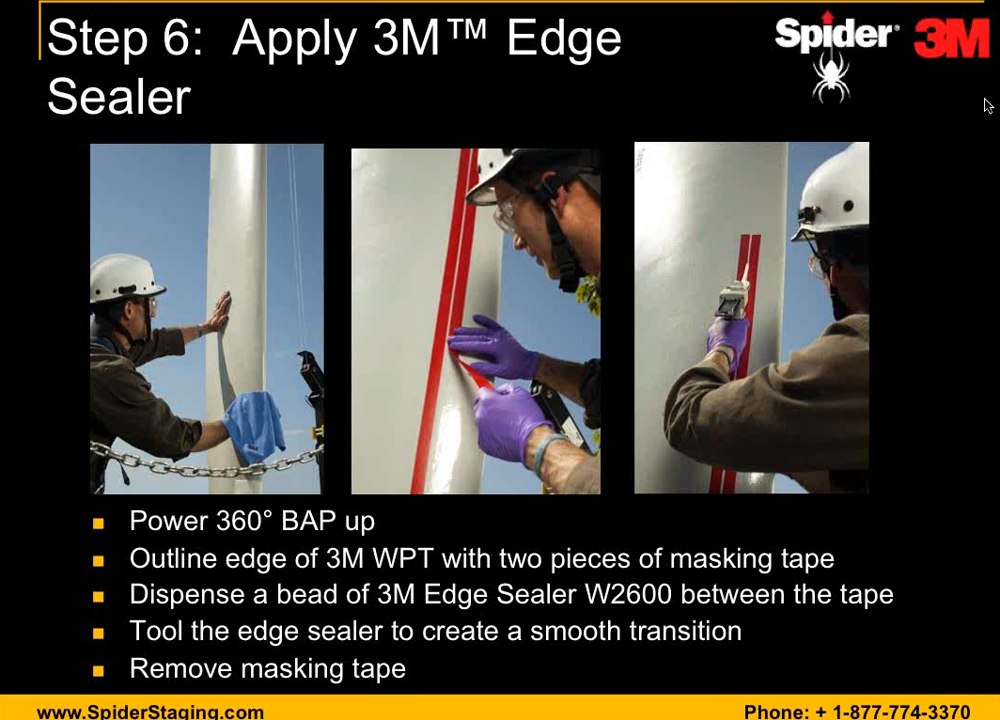 Step 6:  Apply 3M™ Edge
Sealer
Spider®
3M
Power 360° BAP up
Outline edge of 3M WPT with two pieces of masking tape
Dispense a bead of 3M Edge Sealer W2600 between the tape
Tool the edge sealer to create a smooth transition
Remove masking tape
www.SpiderStaging.com
Phone: + 1-877-774-3370